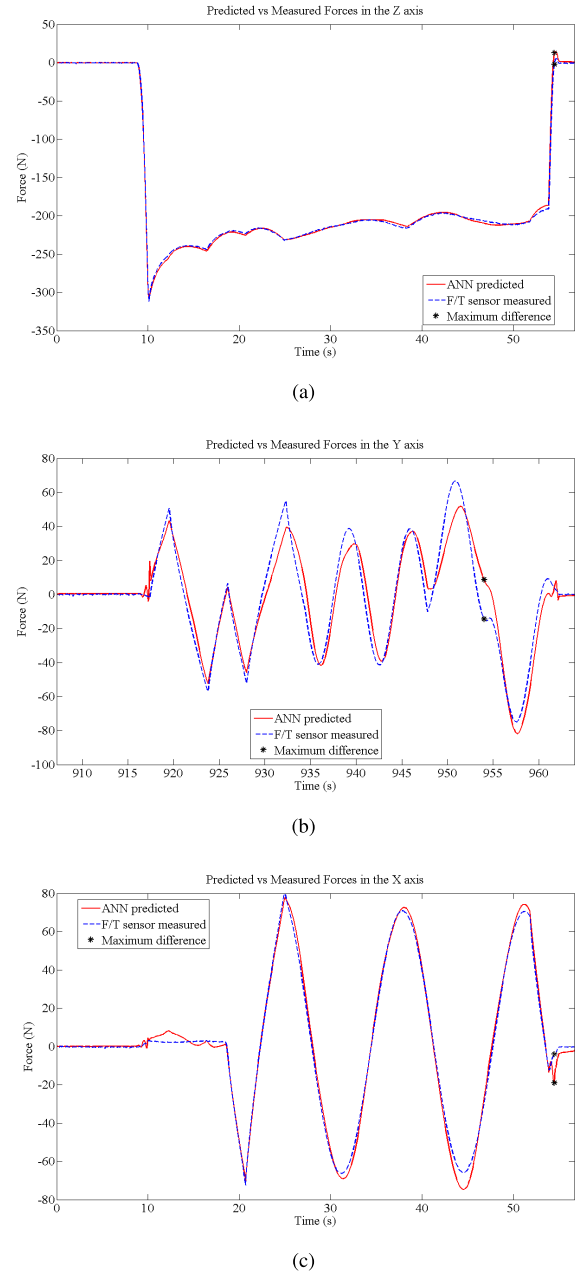 Predicted vs Measured Forces in the Z axis
50
0
-50
-100
-150
-200
-250
-300
-350
Force (N)
ANN predicted
F/T sensor measured
Maximum difference
0 10 20 30 40 50
Time (s)
(a)
Predicted vs Measured Forces in the Y axis
80
60
40
20
0
-20
-40
-60
-80
-100
Force (N)
ANN predicted
F/T sensor measured
Maximum difference
910 915 920 925 930 935 940 945 950 955 960
Time (s)
(b)
Predicted vs Measured Forces in the X axis
80
60
40
20
0
-20
-40
-60
-80
Force (N)
ANN predicted
F/T sensor measured
Maximum difference
0 10 20 30 40 50
Time (s)
(c)